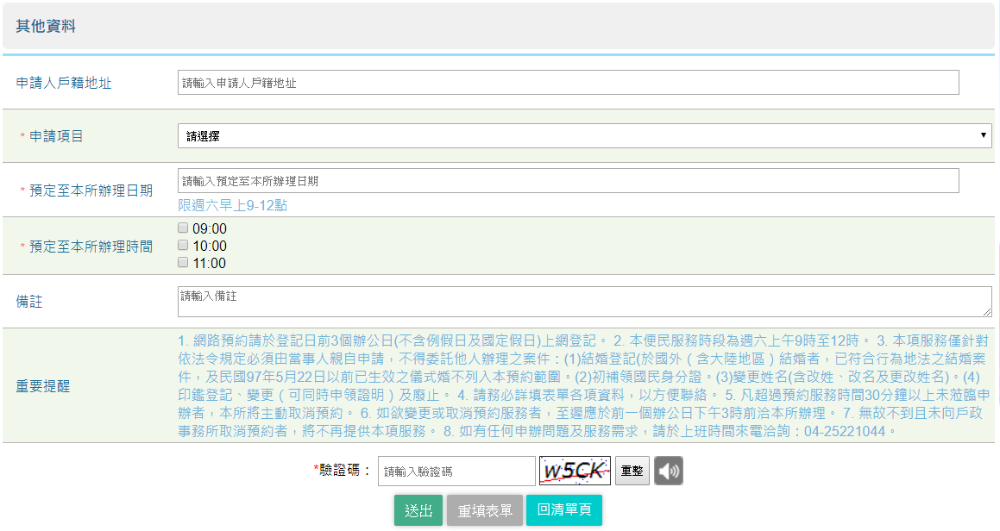 其他資料
申請人戶籍地址
請輸入申請人戶籍地址
* 申請項目
請選擇
* 預定至本所辦理日期
請輸入預定至本所辦理日期
限週六早上9-12點
* 預定至本所辦理時間
09:00
10:00
11:00
備註
請輸入備註
重要提醒
1. 網路預約請於登記日前3個辦公日(不含例假日及國定假日)上網登記。 2. 本便民服務時段為週六上午9時至12時。 3. 本項服務僅針對
依法令規定必須由當事人親自申請，不得委託他人辦理之案件：(1)結婚登記(於國外（含大陸地區）結婚者，已符合行為地法之結婚案
件，及民國97年5月22日以前已生效之儀式婚不列入本預約範圍。(2)初補領國民身分證。(3)變更姓名(含改姓、改名及更改姓名)。(4)
印鑑登記、變更（可同時申領證明）及廢止。 4. 請務必詳填表單各項資料，以方便聯絡。 5. 凡超過預約服務時間30分鐘以上未蒞臨申
辦者，本所將主動取消預約。 6. 如欲變更或取消預約服務者，至遲應於前一個辦公日下午3時前洽本所辦理。 7. 無故不到且未向戶政
事務所取消預約者，將不再提供本項服務。 8. 如有任何申辦問題及服務需求，請於上班時間來電洽詢：04-25221044。
*驗證碼：
請輸入驗證碼
w5CK
重整
送出
重填表單
回清單頁